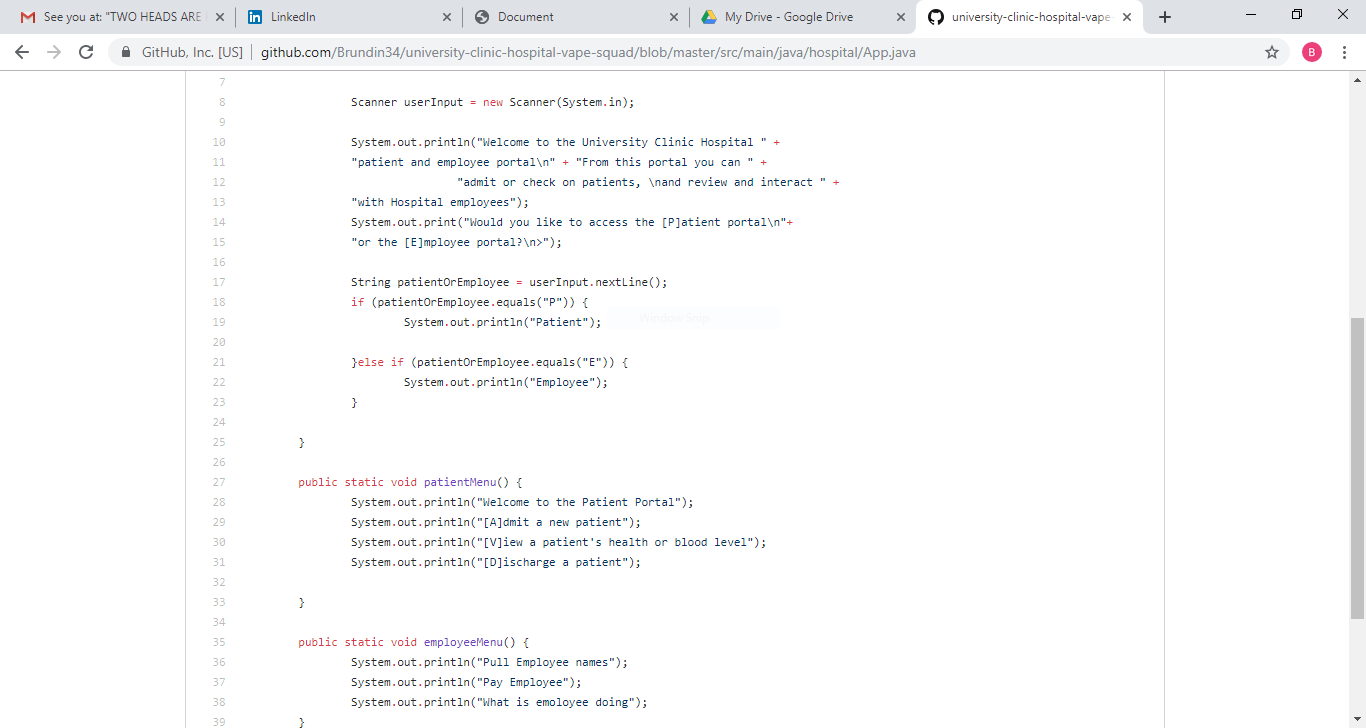 See you at: "TWO HEADS ARE
LinkedIn
Document
My Drive - Google Drive
university-clinic-hospital-vape-
GitHub, Inc. [US]
github.com/Brundin34/university-clinic-hospital-vape-squad/blob/master/src/main/java/hospital/App.java
B
7
8 Scanner userInput = new Scanner(System.in);
9
10 System.out.println("Welcome to the University Clinic Hospital " +
11 "patient and employee portal\n" + "From this portal you can " +
12 "admit or check on patients, \nand review and interact " +
13 "with Hospital employees");
14 System.out.print("Would you like to access the [P]atient portal\n"+
15 "or the [E]mployee portal?\n>");
16
17 String patientOrEmployee = userInput.nextLine();
18 if (patientOrEmployee.equals("P")) {
19 System.out.println("Patient");
Window Snip
20
21 }else if (patientOrEmployee.equals("E")) {
22 System.out.println("Employee");
23 }
24
25 }
26
27 public static void patientMenu() {
28 System.out.println("Welcome to the Patient Portal");
29 System.out.println("[A]dmit a new patient");
30 System.out.println("[V]iew a patient's health or blood level");
31 System.out.println("[D]ischarge a patient");
32
33 }
34
35 public static void employeeMenu() {
36 System.out.println("Pull Employee names");
37 System.out.println("Pay Employee");
38 System.out.println("What is emoloyee doing");
39 }